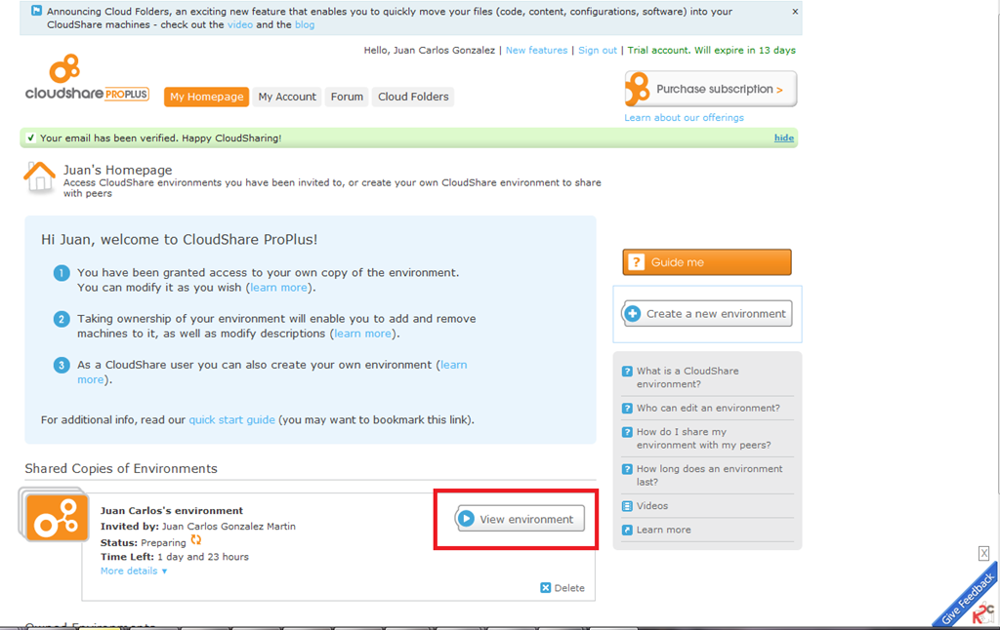 Announcing Cloud Folders, an exciting new feature that enables you to quickly move your files (code, content, configurations, software) into your
x
CloudShare machines - check out the video and the blog
Hello, Juan Carlos Gonzalez | New features | Sign out | Trial account. Will expire in 13 days
cloudshare PROPLUS
My Homepage
My Account
Forum
Cloud Folders
Purchase subscription >
Learn about our offerings
Your email has been verified. Happy CloudSharing!
hide
Juan's Homepage
Access CloudShare environments you have been invited to, or create your own CloudShare environment to share
with peers
Hi Juan, welcome to CloudShare ProPlus!
1 You have been granted access to your own copy of the environment.
You can modify it as you wish (learn more).
2 Taking ownership of your environment will enable you to add and remove
machines to it, as well as modify descriptions (learn more).
3 As a CloudShare user you can also create your own environment (learn
more).
For additional info, read our quick start guide (you may want to bookmark this link).
? Guide me
Create a new environment
? What is a CloudShare
environment?
? Who can edit an environment?
? How do I share my
environment with my peers?
? How long does an environment
last?
Videos
Learn more
Shared Copies of Environments
Juan Carlos's environment
Invited by: Juan Carlos Gonzalez Martin
Status: Preparing
Time Left: 1 day and 23 hours
More details
View environment
Delete
X
Give Feedback
Owned Environments